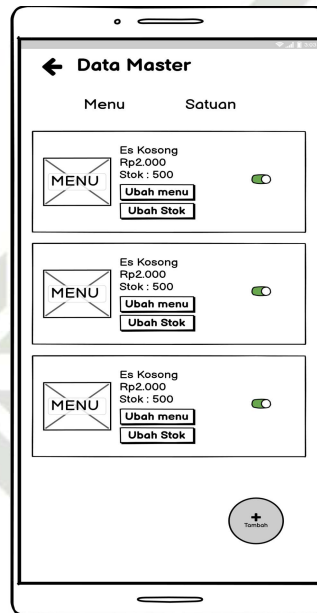 Data Master
Menu Satuan
MENU
Es Kosong
Rp2.000
Stok : 500
Ubah menu
Ubah Stok
MENU
Es Kosong
Rp2.000
Stok : 500
Ubah menu
Ubah Stok
MENU
Es Kosong
Rp2.000
Stok : 500
Ubah menu
Ubah Stok
+
Tambah